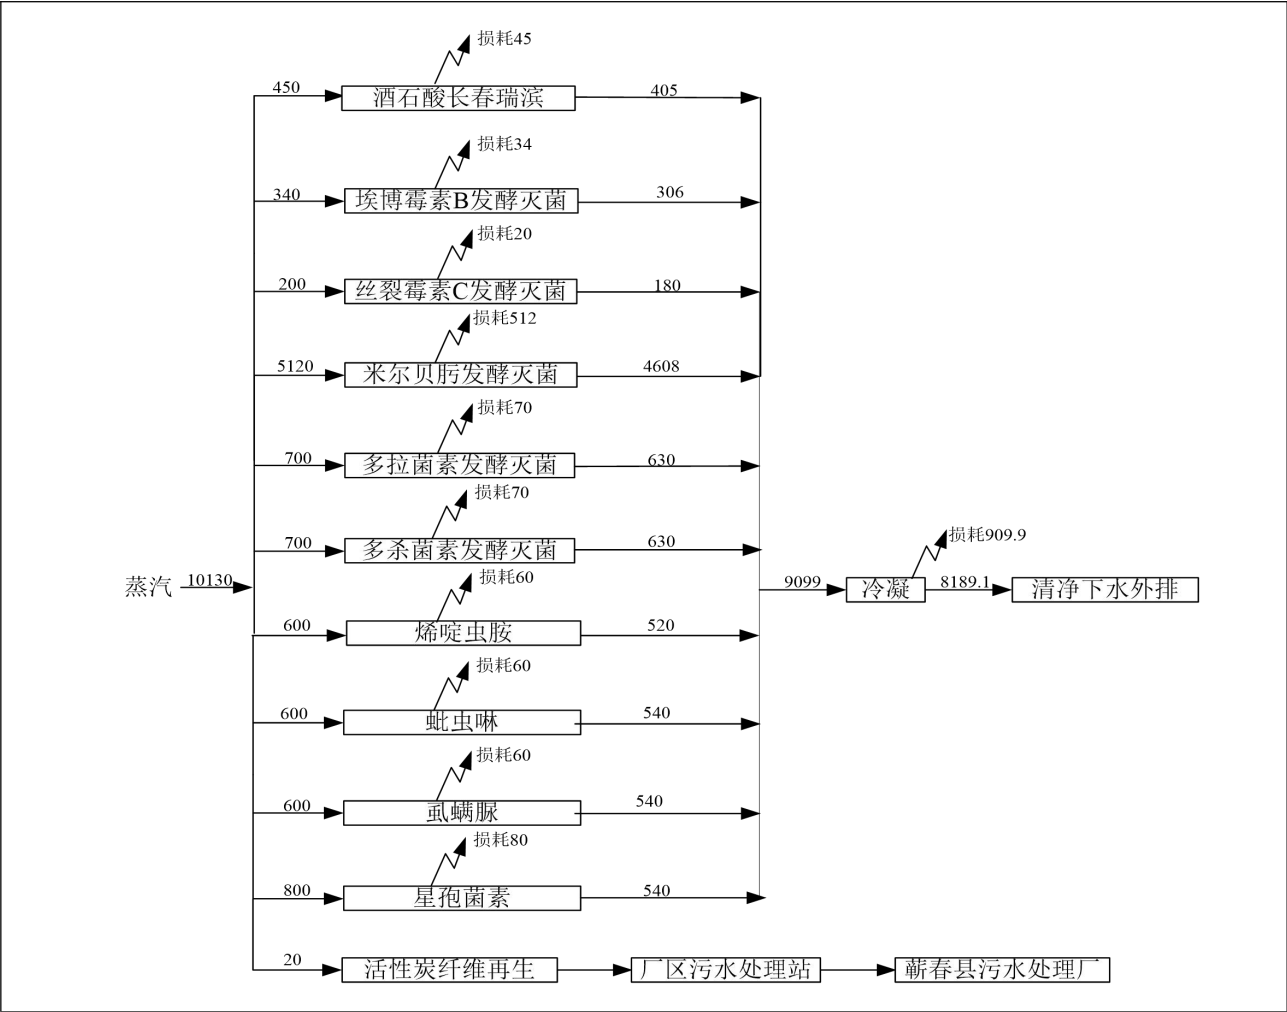 损耗45
450
酒石酸长春瑞滨
405
损耗34
340
埃博霉素B发酵灭菌
306
损耗20
200
丝裂霉素C发酵灭菌
180
损耗512
5120
米尔贝肟发酵灭菌
4608
损耗70
700
多拉菌素发酵灭菌
630
损耗70
700
多杀菌素发酵灭菌
630
蒸汽
10130
损耗60
600
烯啶虫胺
520
损耗909.9
9099
冷凝
8189.1
清净下水外排
损耗60
600
蚍虫啉
540
损耗60
600
虱螨脲
540
损耗80
800
星孢菌素
540
20
活性炭纤维再生
厂区污水处理站
蕲春县污水处理厂